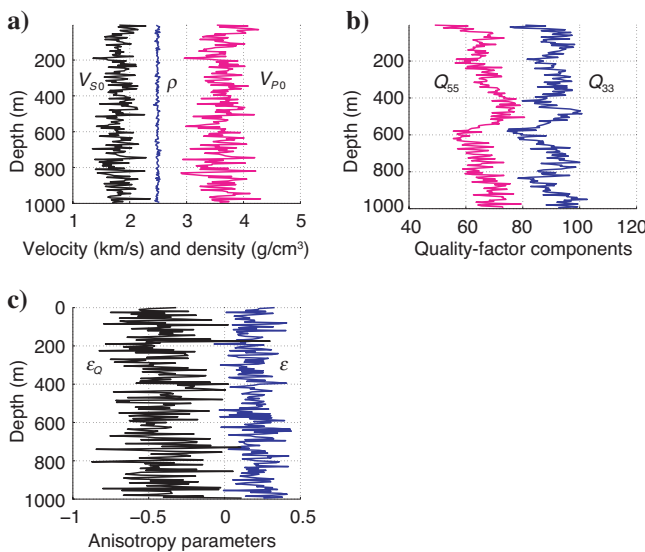 a)
200
400
600
800
1000
Depth (m)
V_S0
ρ
V_P0
1 2 3 4 5
Velocity (km/s) and density (g/cm³)
b)
200
400
600
800
1000
Depth (m)
Q_55
Q_33
40 60 80 100 120
Quality-factor components
c)
0
200
400
600
800
1000
Depth (m)
ε_Q
ε
−1 −0.5 0 0.5
Anisotropy parameters